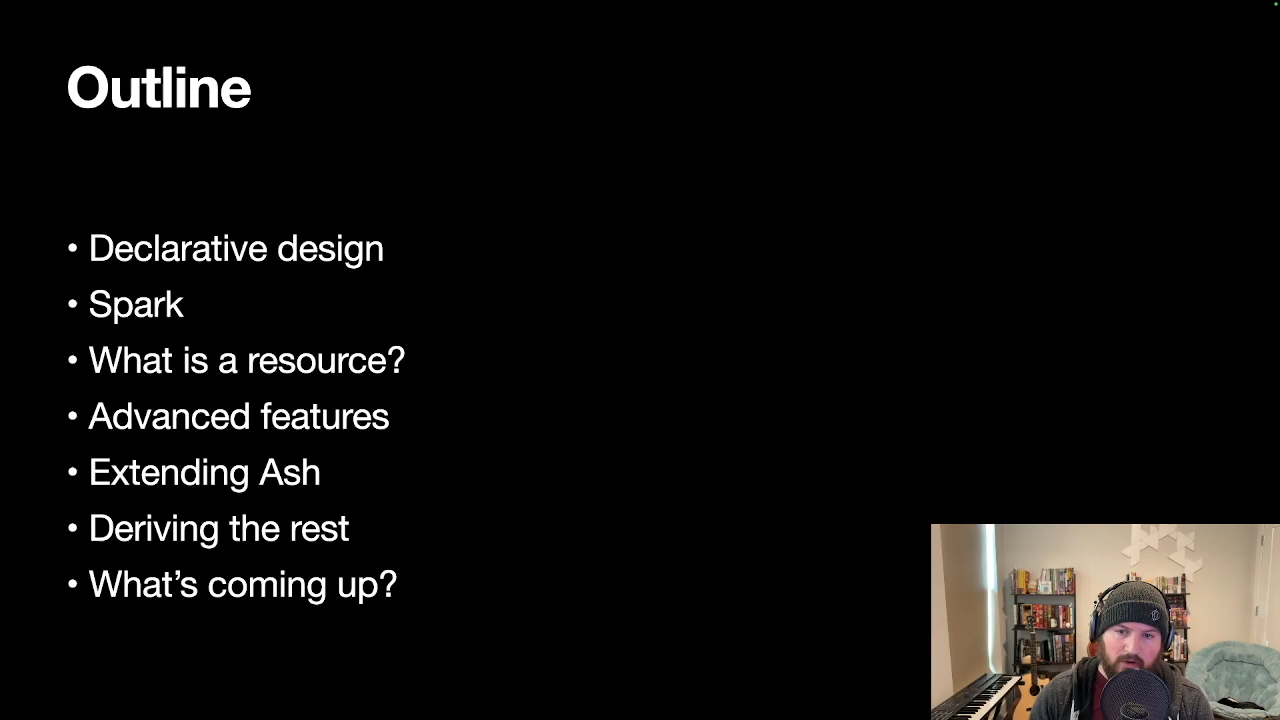 Outline
• Declarative design
• Spark
• What is a resource?
• Advanced features
• Extending Ash
• Deriving the rest
• What’s coming up?